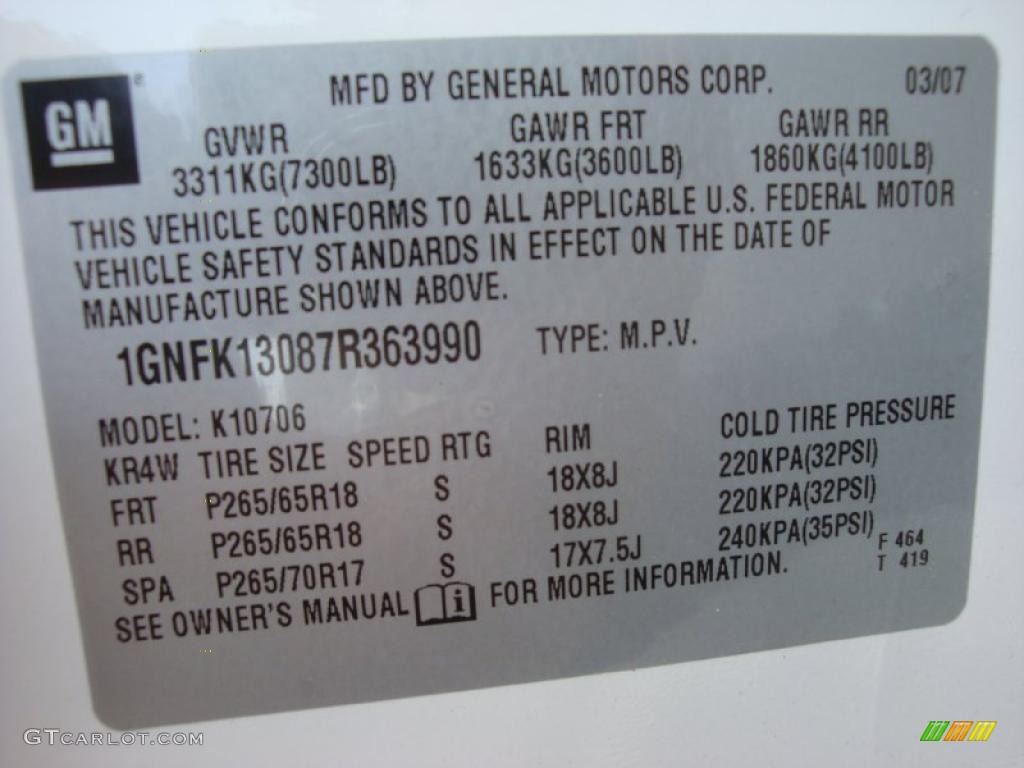 GM
®
MFD BY GENERAL MOTORS CORP. 03/07
GVWR GAWR FRT GAWR RR
3311KG(7300LB) 1633KG(3600LB) 1860KG(4100LB)
THIS VEHICLE CONFORMS TO ALL APPLICABLE U.S. FEDERAL MOTOR
VEHICLE SAFETY STANDARDS IN EFFECT ON THE DATE OF
MANUFACTURE SHOWN ABOVE.
1GNFK13087R363990 TYPE: M.P.V.
MODEL: K10706
KR4W TIRE SIZE SPEED RTG RIM COLD TIRE PRESSURE
FRT P265/65R18 S 18X8J 220KPA(32PSI)
RR P265/65R18 S 18X8J 220KPA(32PSI)
SPA P265/70R17 S 17X7.5J 240KPA(35PSI)
F 464
T 419
SEE OWNER'S MANUAL i FOR MORE INFORMATION.
GTCARLOT.COM